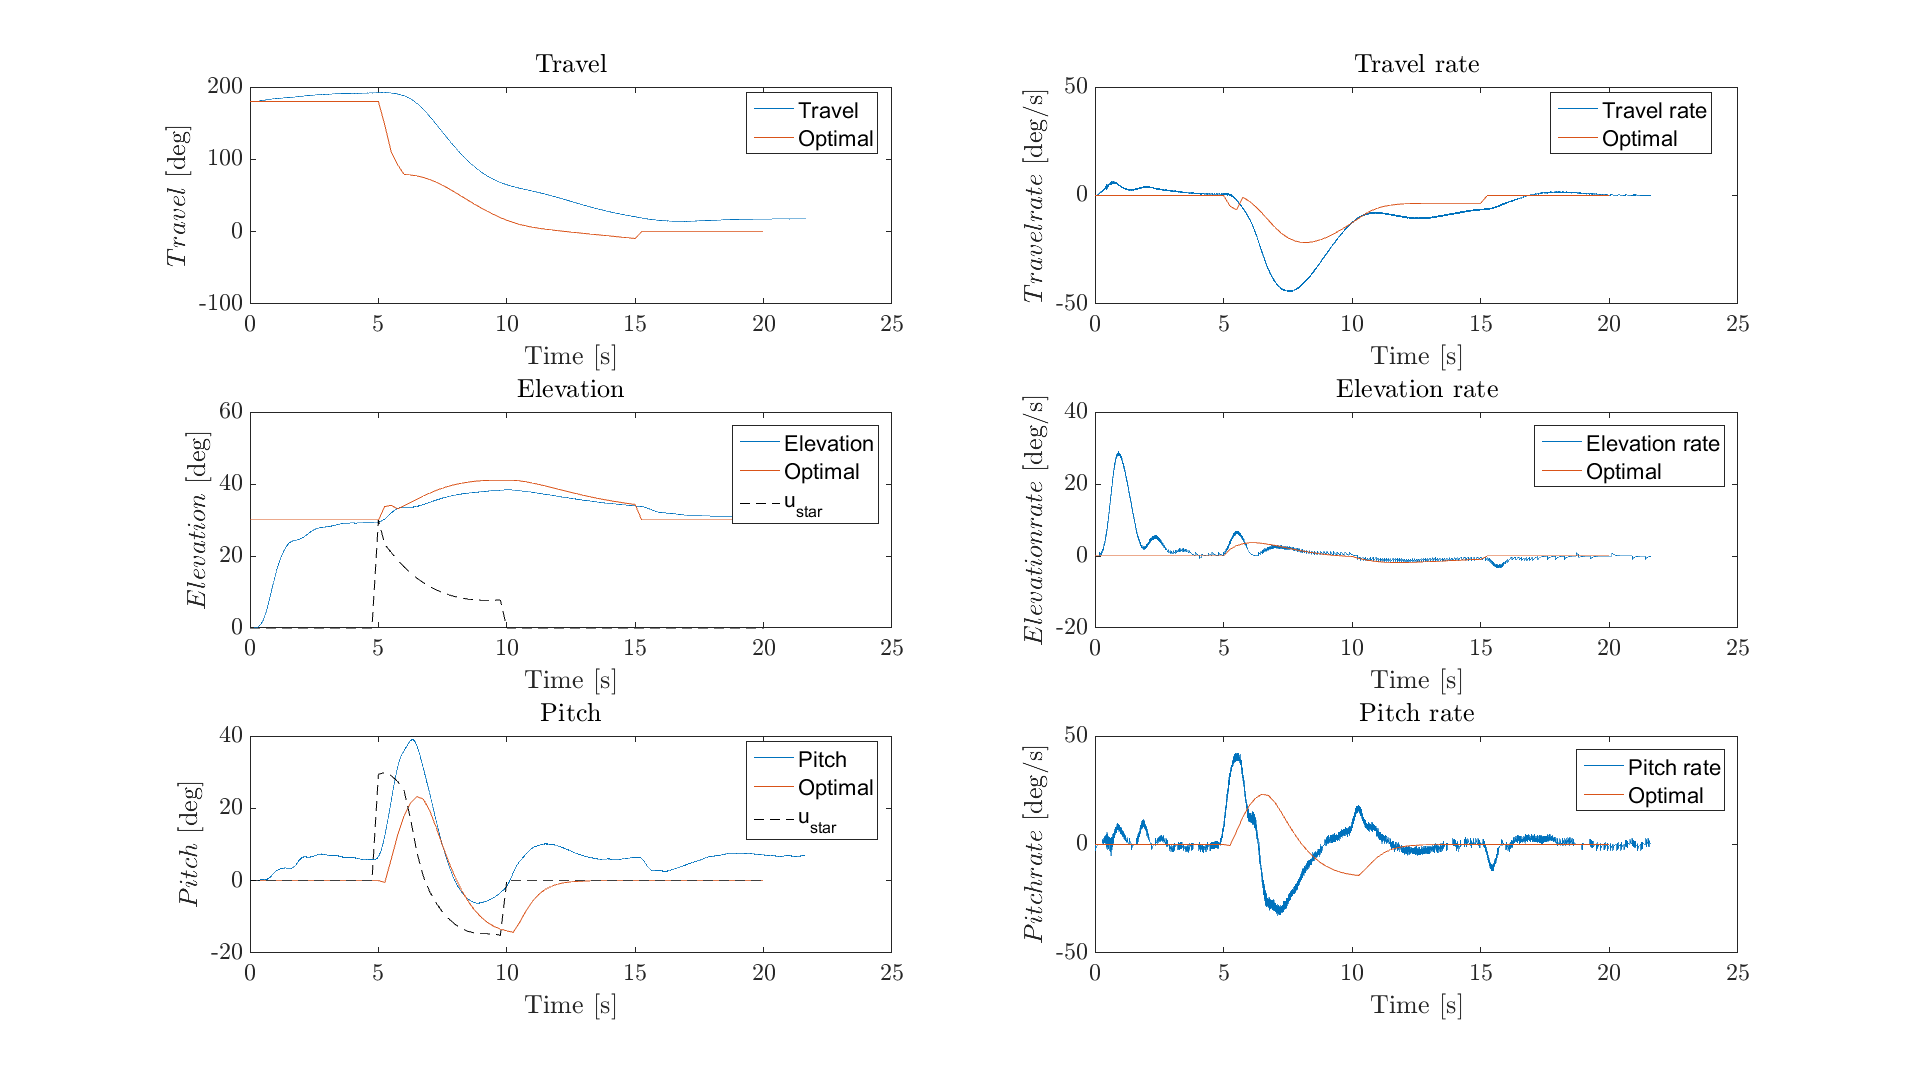 Travel
Travel rate
200
100
0
-100
Travel [deg]
Travel
Optimal
0 5 10 15 20 25
Time [s]
50
0
-50
Travelrate [deg/s]
Travel rate
Optimal
0 5 10 15 20 25
Time [s]
Elevation
Elevation rate
60
40
20
0
Elevation [deg]
Elevation
Optimal
u_star
0 5 10 15 20 25
Time [s]
40
20
0
-20
Elevationrate [deg/s]
Elevation rate
Optimal
0 5 10 15 20 25
Time [s]
Pitch
Pitch rate
40
20
0
-20
Pitch [deg]
Pitch
Optimal
u_star
0 5 10 15 20 25
Time [s]
50
0
-50
Pitchrate [deg/s]
Pitch rate
Optimal
0 5 10 15 20 25
Time [s]